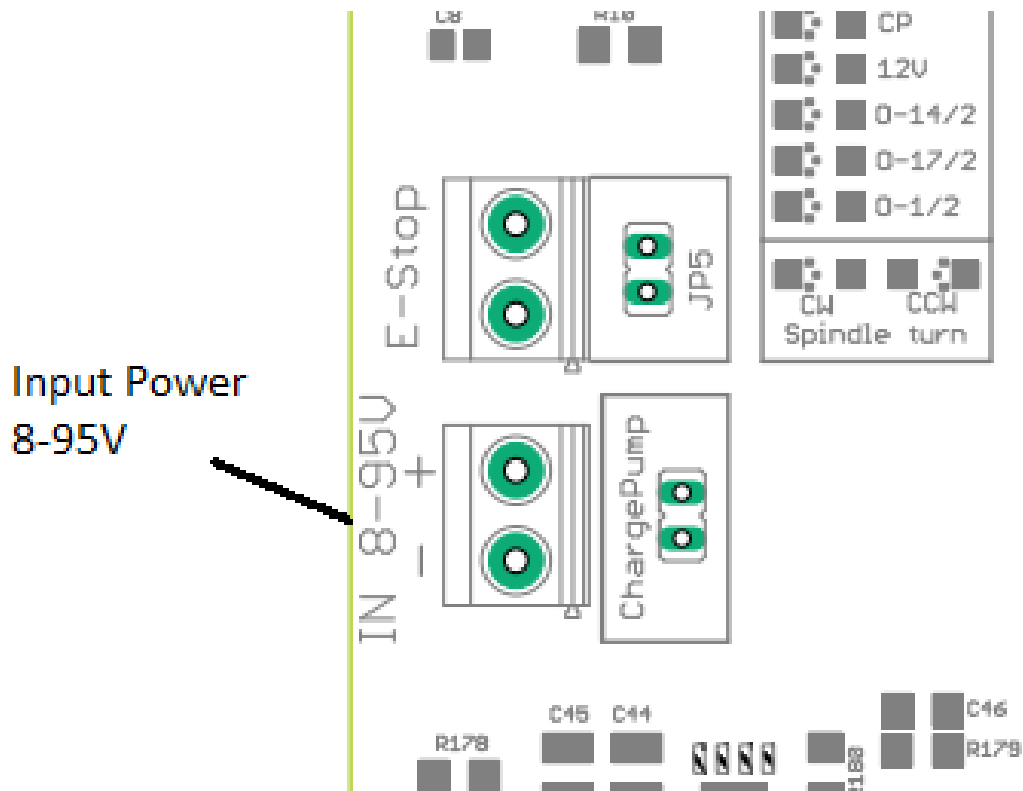 C8
R10
CP
12V
O-14/2
O-17/2
O-1/2
E-Stop
JP5
CW
CCW
Spindle turn
Input Power
8-95V
IN 8-95V
+
-
ChargePump
C45
C44
C46
R178
R179
R180